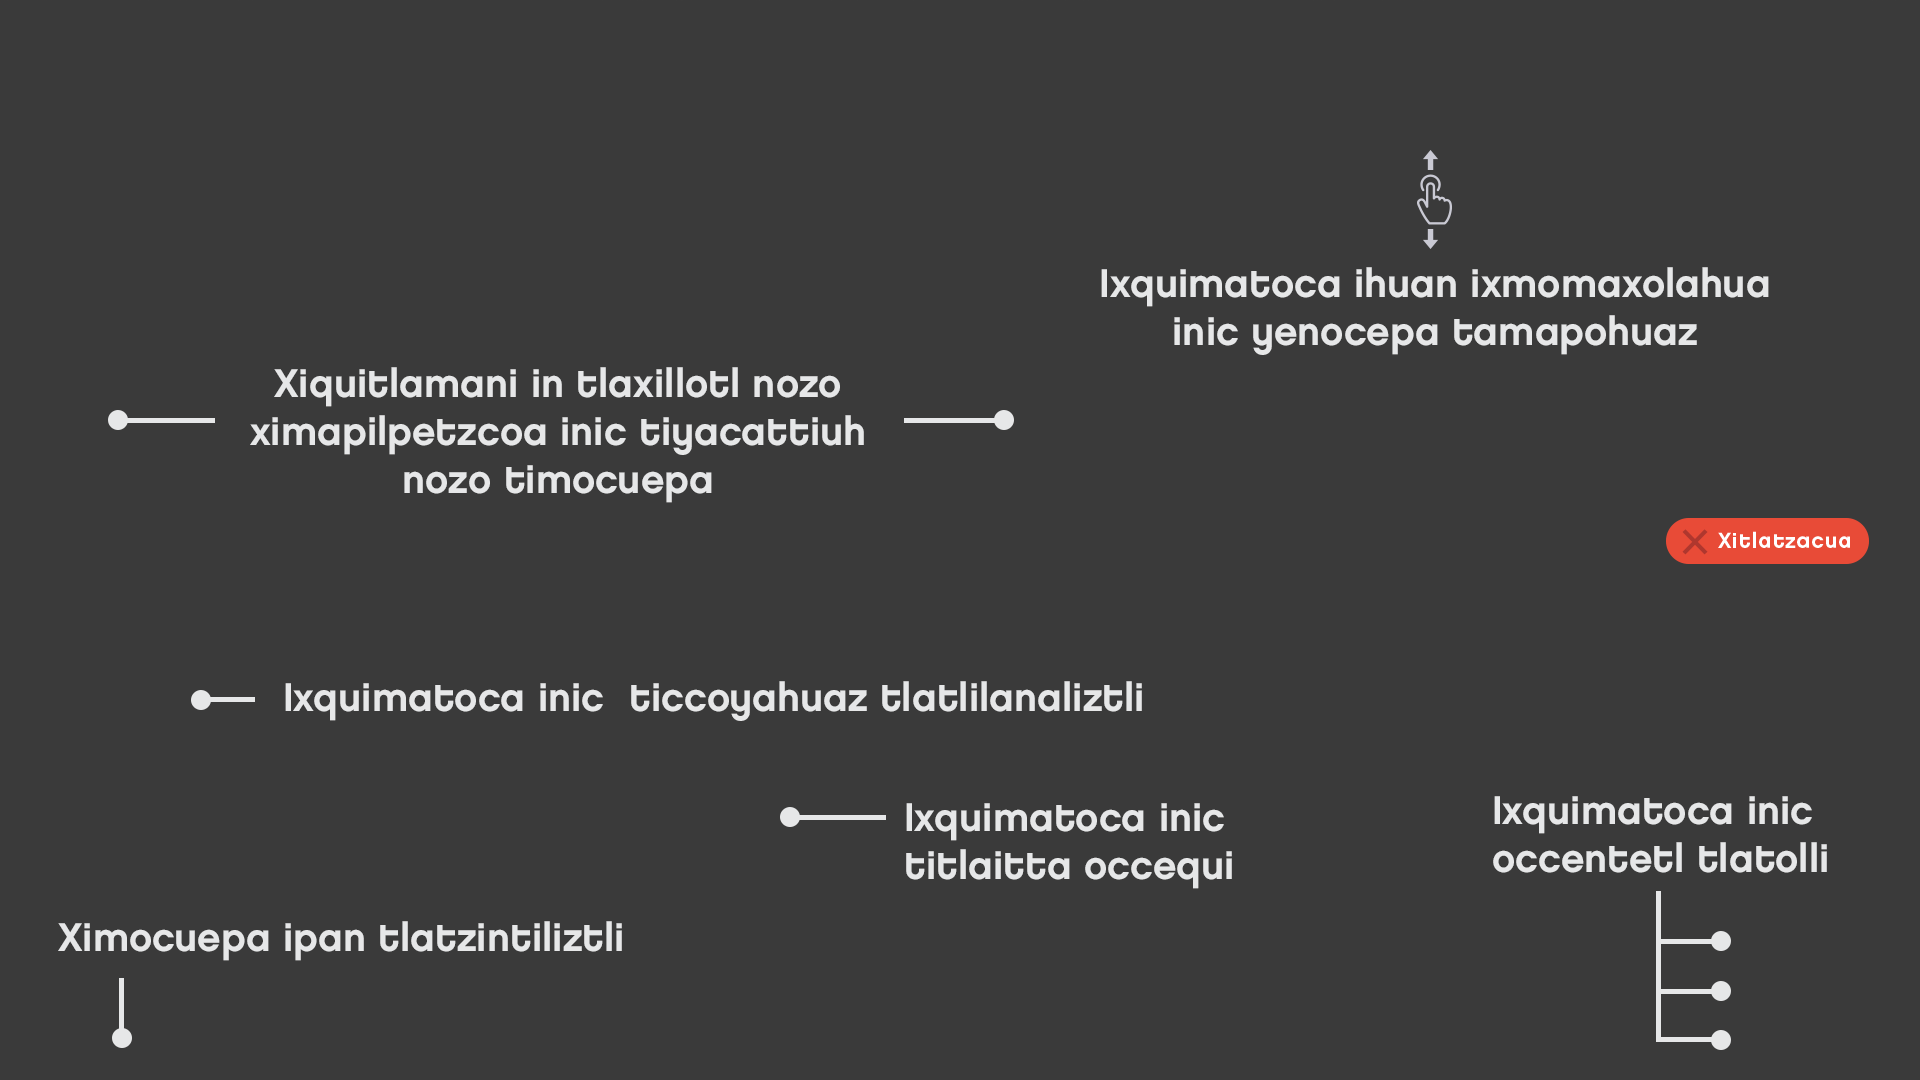 Ixquimatoca ihuan ixmomaxolahua
inic yenocepa tamapohuaz
Xiquitlamani in tlaxillotl nozo
ximapilpetzcoa inic tiyacattiuh
nozo timocuepa
Xitlatzacua
Ixquimatoca inic  ticcoyahuaz tlatlilanaliztli
Ixquimatoca inic
titlaitta occequi
Ixquimatoca inic
occentetl tlatolli
Ximocuepa ipan tlatzintiliztli